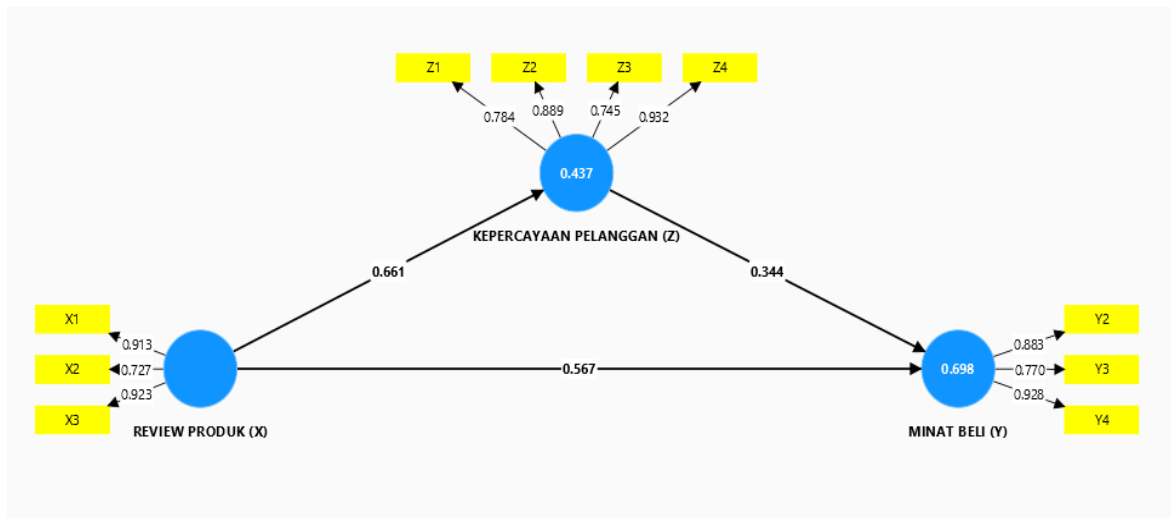 Z1 Z2 Z3 Z4
0.784 0.889 0.745 0.932
0.437
KEPERCAYAAN PELANGGAN (Z)
0.661 0.344
X1
0.913
X2
0.727
X3
0.923
REVIEW PRODUK (X)
0.567
0.698
MINAT BELI (Y)
Y2
0.883
Y3
0.770
Y4
0.928